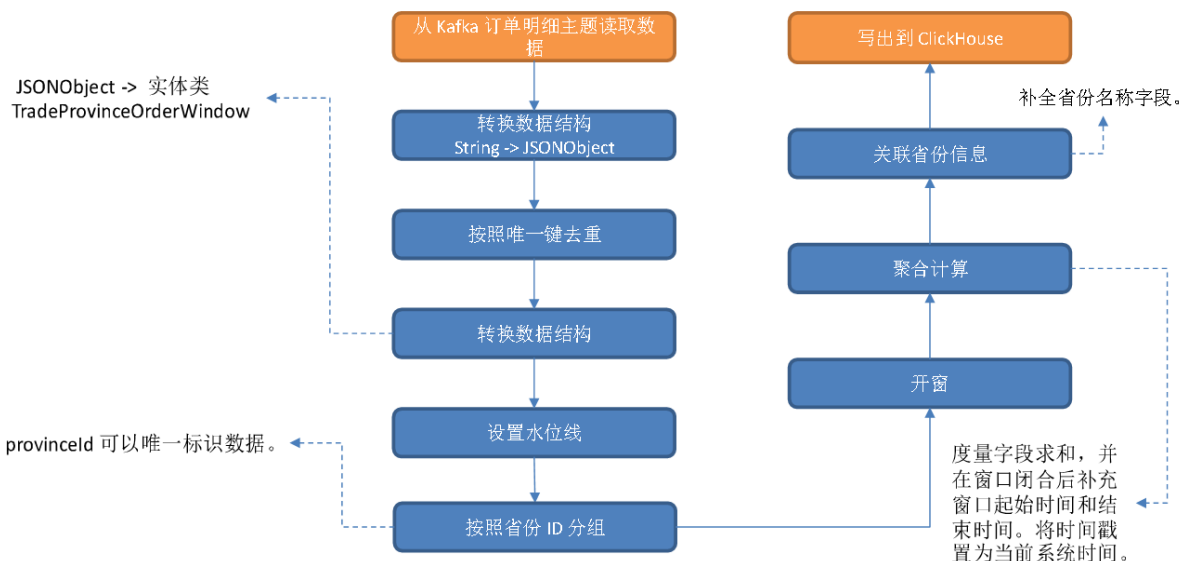 从 Kafka 订单明细主题读取数
据
JSONObject -> 实体类
TradeProvinceOrderWindow
转换数据结构
String -> JSONObject
按照唯一键去重
转换数据结构
设置水位线
provinceId 可以唯一标识数据。
按照省份 ID 分组
写出到 ClickHouse
补全省份名称字段。
关联省份信息
聚合计算
开窗
度量字段求和，并
在窗口闭合后补充
窗口起始时间和结
束时间。将时间戳
置为当前系统时间。